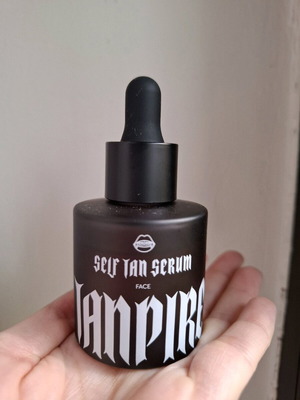 SELF TAN SERUM
FACE
TANPIRE